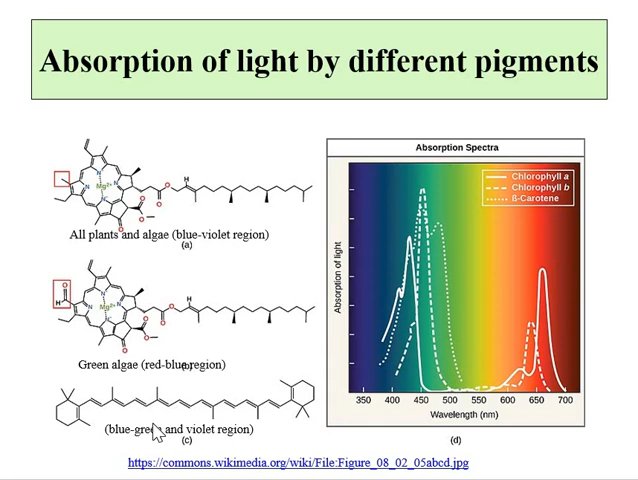 Absorption of light by different pigments
All plants and algae (blue-violet region)
(a)
Green algae (red-blue region)
(b)
(blue-green and violet region)
(c)
Absorption Spectra
Chlorophyll a
Chlorophyll b
ß-Carotene
Absorption of light
350 400 450 500 550 600 650 700
Wavelength (nm)
(d)
https://commons.wikimedia.org/wiki/File:Figure_08_02_05abcd.jpg